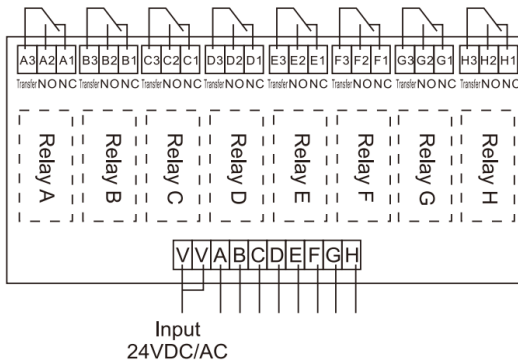 A3 A2 A1 B3 B2 B1 C3 C2 C1 D3 D2 D1 E3 E2 E1 F3 F2 F1 G3 G2 G1 H3 H2 H1
Transfer NO NC Transfer NO NC Transfer NO NC Transfer NO NC Transfer NO NC Transfer NO NC Transfer NO NC Transfer NO NC
Relay A
Relay B
Relay C
Relay D
Relay E
Relay F
Relay G
Relay H
V V A B C D E F G H
Input
24VDC/AC